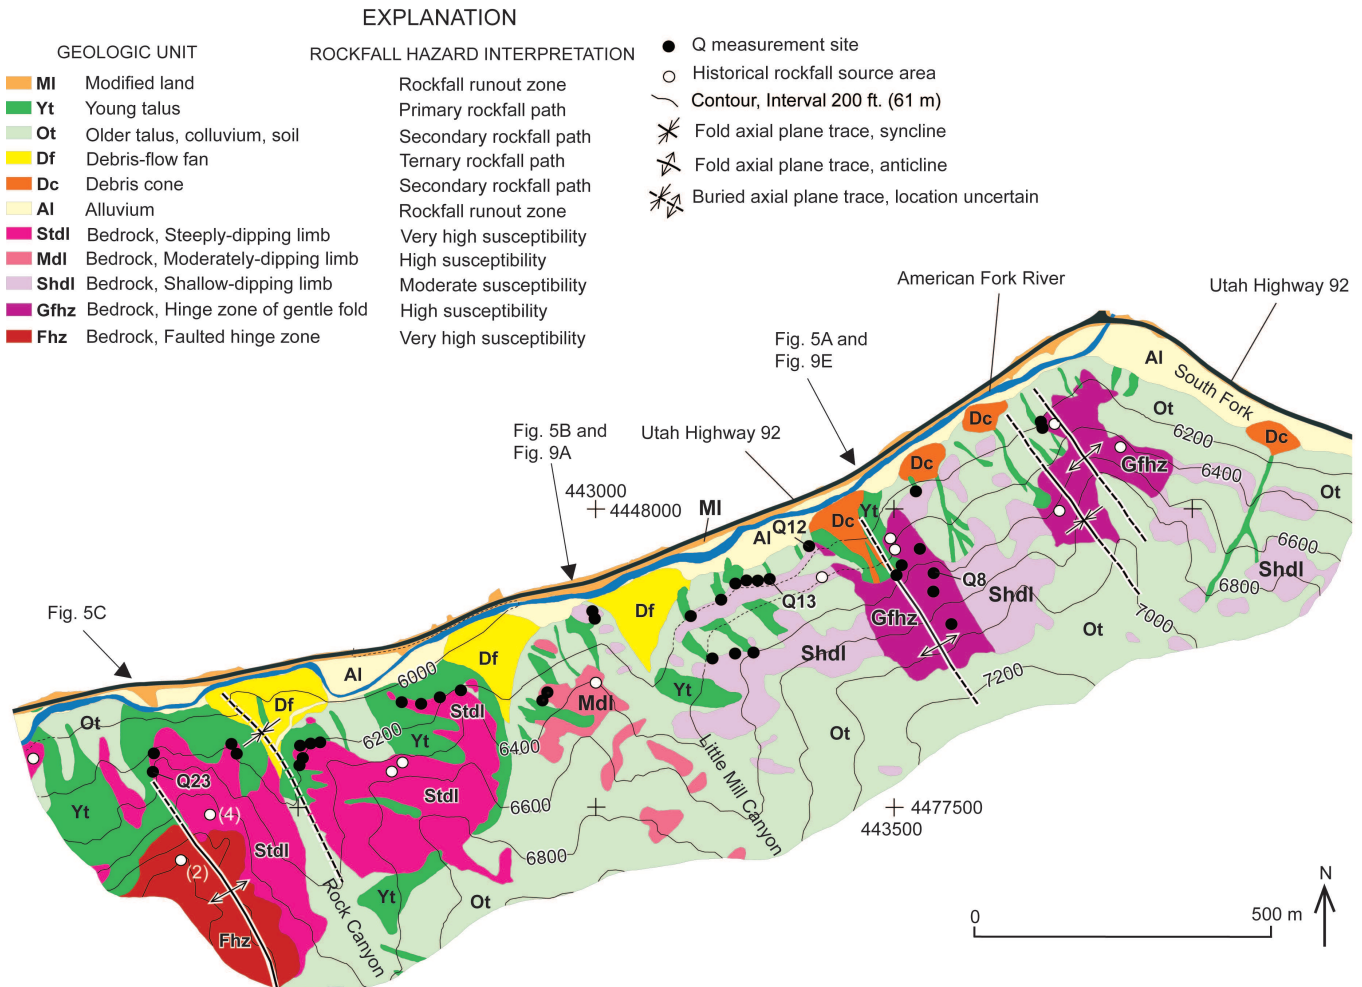 EXPLANATION
GEOLOGIC UNIT
ROCKFALL HAZARD INTERPRETATION
Ml Modified land Rockfall runout zone
Yt Young talus Primary rockfall path
Ot Older talus, colluvium, soil Secondary rockfall path
Df Debris-flow fan Ternary rockfall path
Dc Debris cone Secondary rockfall path
Al Alluvium Rockfall runout zone
Stdl Bedrock, Steeply-dipping limb Very high susceptibility
Mdl Bedrock, Moderately-dipping limb High susceptibility
Shdl Bedrock, Shallow-dipping limb Moderate susceptibility
Gfhz Bedrock, Hinge zone of gentle fold High susceptibility
Fhz Bedrock, Faulted hinge zone Very high susceptibility
Q measurement site
Historical rockfall source area
Contour, Interval 200 ft. (61 m)
Fold axial plane trace, syncline
Fold axial plane trace, anticline
Buried axial plane trace, location uncertain
American Fork River
Utah Highway 92
Fig. 5A and
Fig. 9E
Al
South Fork
Ot
Dc
6200
Dc
Fig. 5B and
Fig. 9A
Utah Highway 92
Dc
Gfhz
6400
Ot
443000
4448000
Ml
Q12
Al
Dc
Yt
6600
Shdl
6800
Q8
Shdl
Q13
Fig. 5C
Df
Gfhz
7000
Ot
Shdl
Df
Al
6000
7200
Yt
Mdl
Df
Ot
Stdl
6200
Yt
6400
Ot
Little Mill Canyon
Q23
Stdl
6600
4477500
443500
Yt
(4)
Stdl
6800
(2)
Yt
Ot
Rock Canyon
Fhz
N
0
500 m